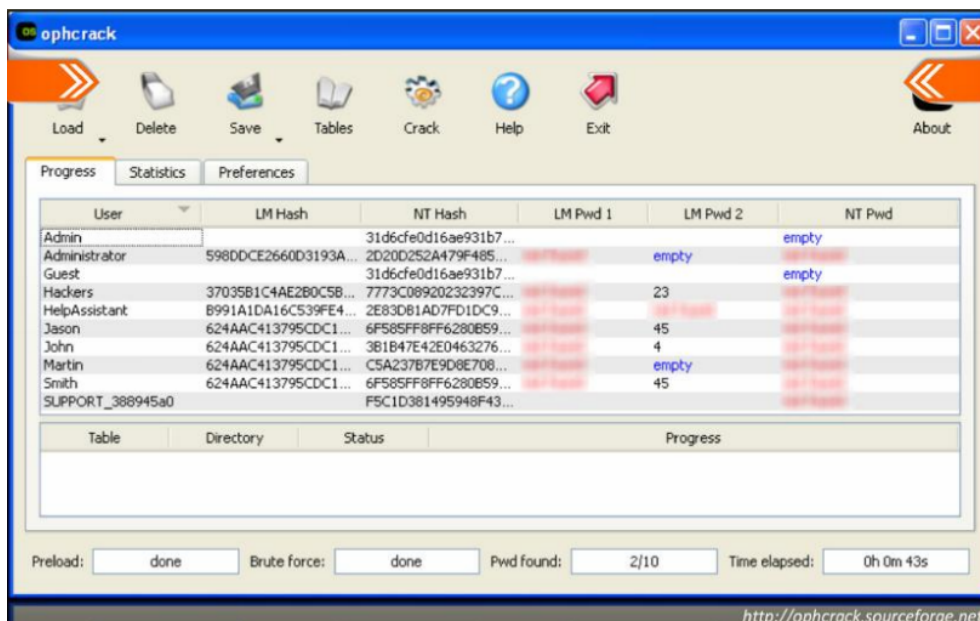 ophcrack
Load Delete Save Tables Crack Help Exit About
Progress Statistics Preferences
User LM Hash NT Hash LM Pwd 1 LM Pwd 2 NT Pwd
Admin 31d6cfe0d16ae931b7... empty
Administrator 598DDCE2660D3193A... 2D20D252A479F485... empty
Guest 31d6cfe0d16ae931b7... empty
Hackers 37035B1C4AE2B0C5B... 7773C08920232397C... 23
HelpAssistant B991A1DA16C539FE4... 2E83DB1AD7FD1DC9...
Jason 624AAC413795CDC1... 6F585FF8FF6280B59... 45
John 624AAC413795CDC1... 3B1B47E42E0463276... 4
Martin 624AAC413795CDC1... C5A237B7E9D8E708... empty
Smith 624AAC413795CDC1... 6F585FF8FF6280B59... 45
SUPPORT_388945a0 F5C1D381495948F43...
Table Directory Status Progress
Preload: done Brute force: done Pwd found: 2/10 Time elapsed: 0h 0m 43s
http://ophcrack.sourceforge.net